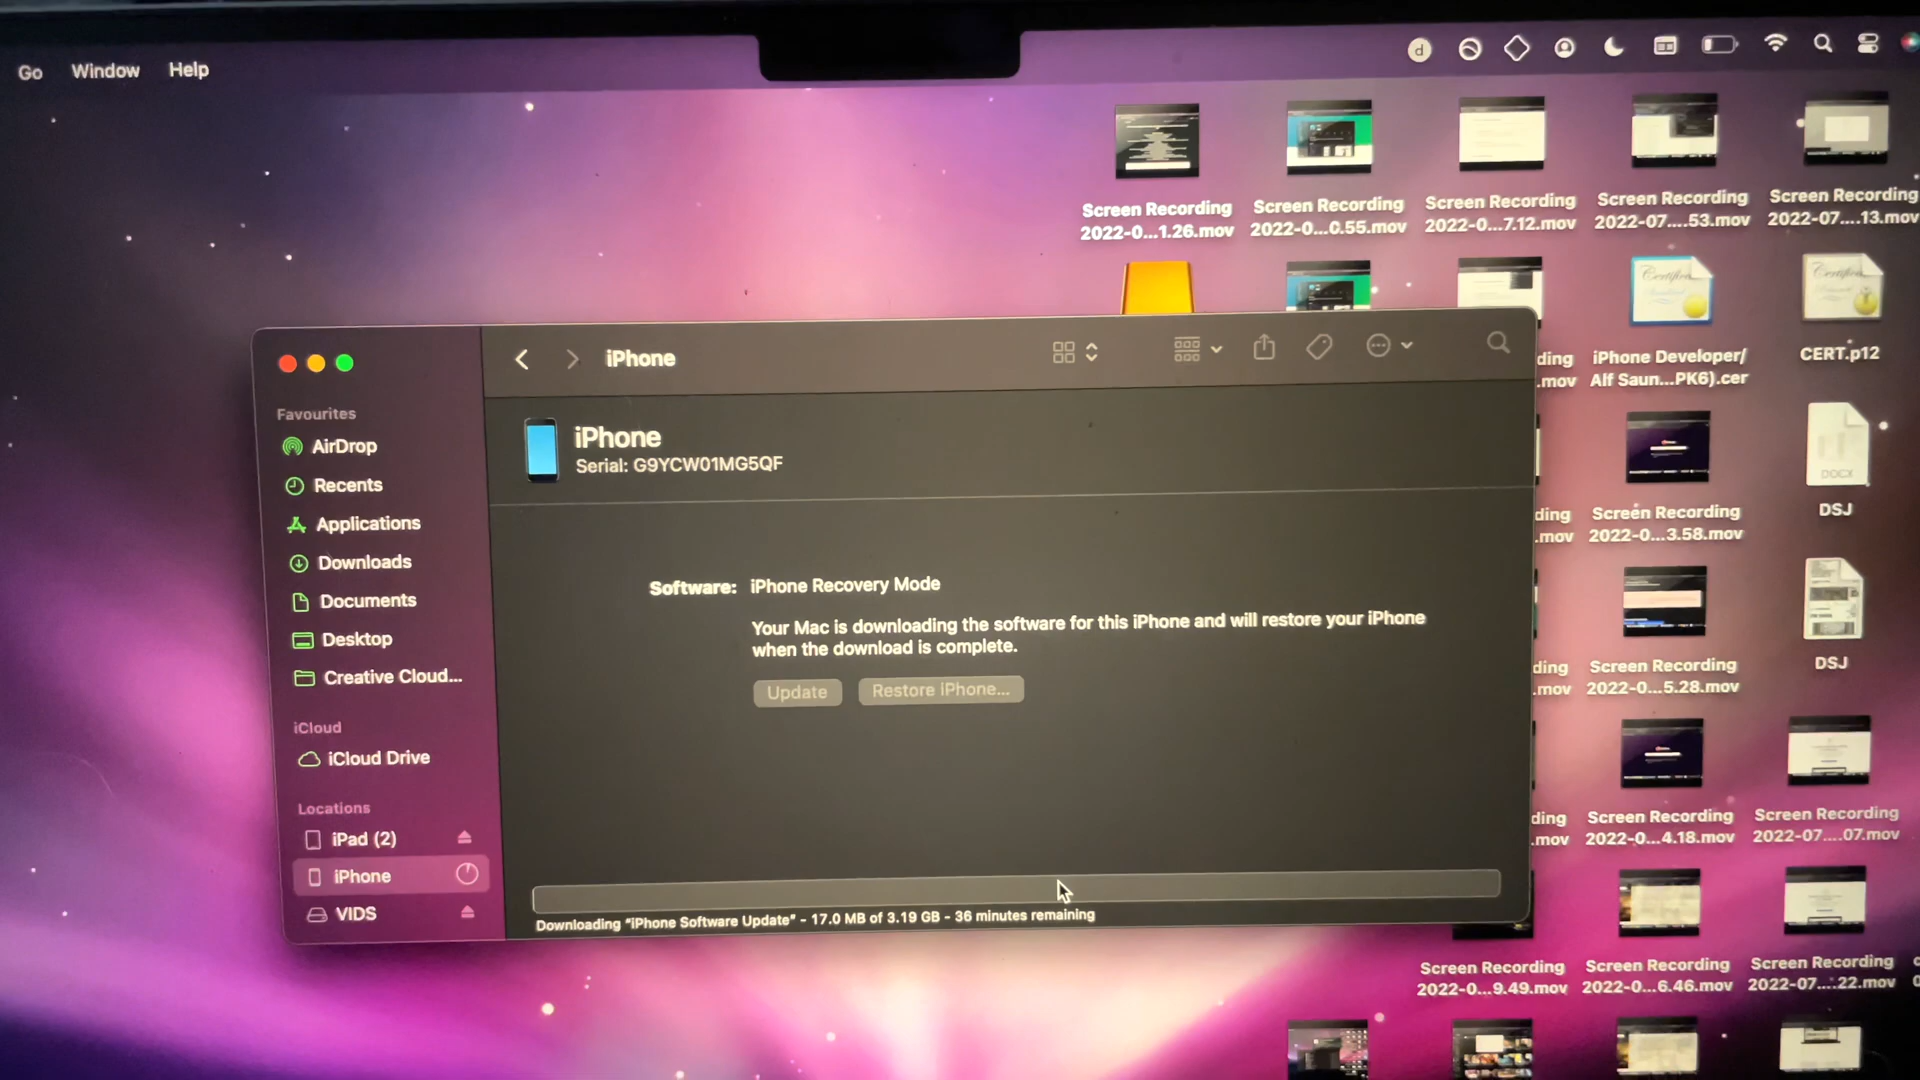 Go Window Help
d
Screen Recording
2022-0...1.26.mov
Screen Recording
2022-0...0.55.mov
Screen Recording
2022-0...7.12.mov
Screen Recording
2022-07....53.mov
Screen Recording
2022-07....13.mov
iPhone
iPhone
Serial: G9YCW01MG5QF
Favourites
AirDrop
Recents
Applications
Downloads
Documents
Desktop
Creative Cloud...
iCloud
iCloud Drive
Locations
iPad (2)
iPhone
VIDS
Software: iPhone Recovery Mode
Your Mac is downloading the software for this iPhone and will restore your iPhone
when the download is complete.
Update Restore iPhone...
Downloading "iPhone Software Update" - 17.0 MB of 3.19 GB - 36 minutes remaining
ding
.mov
iPhone Developer/
Alf Saun...PK6).cer
CERT.p12
ding
.mov
Screen Recording
2022-0...3.58.mov
DOCX
DSJ
ding
.mov
Screen Recording
2022-0...5.28.mov
DSJ
ding
.mov
Screen Recording
2022-0...4.18.mov
Screen Recording
2022-07....07.mov
Screen Recording
2022-0...9.49.mov
Screen Recording
2022-0...6.46.mov
Screen Recording
2022-07....22.mov